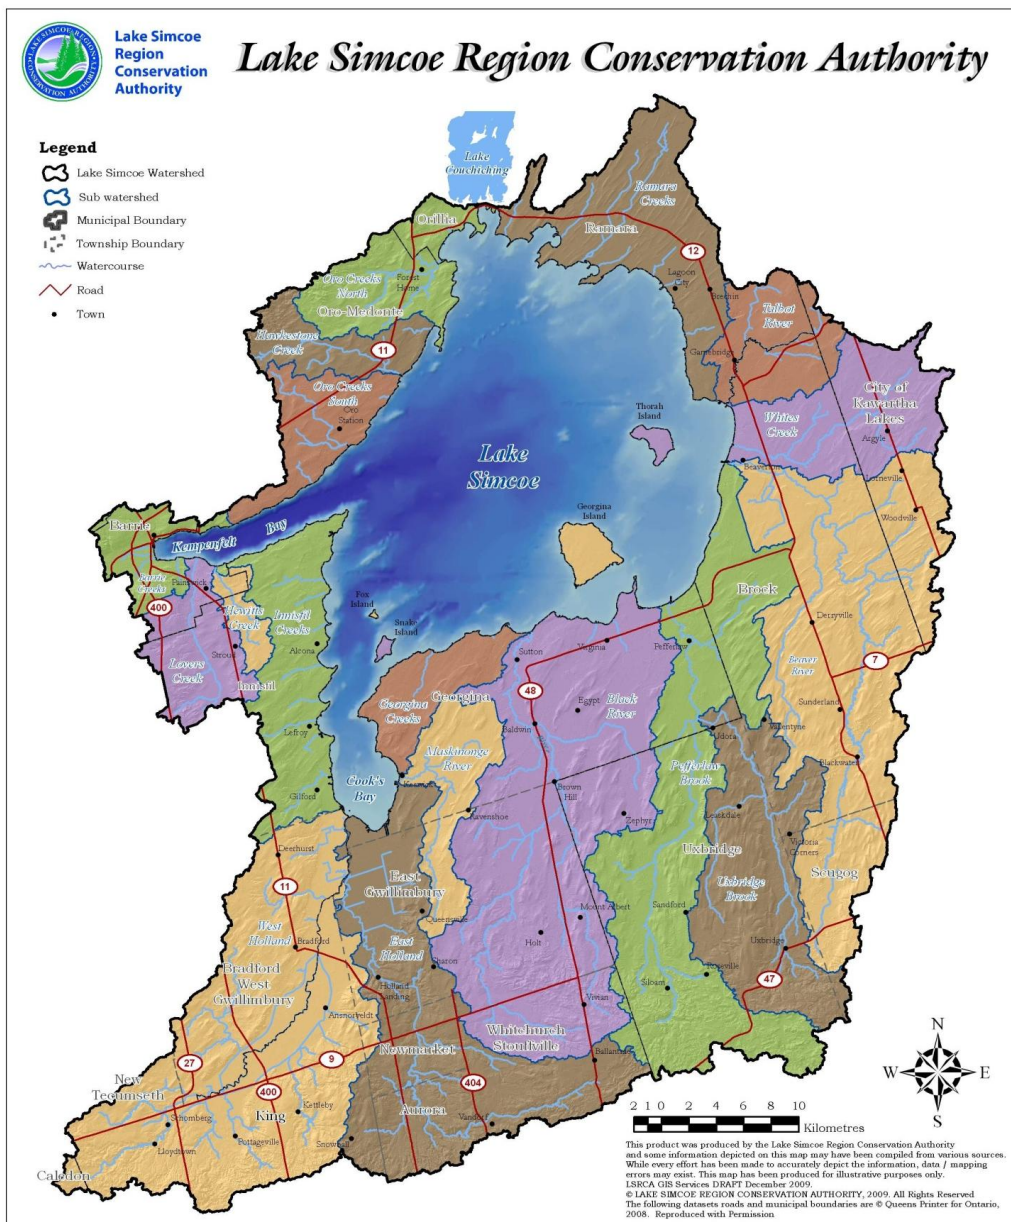 Lake Simcoe
Region
Conservation
Authority
LAKE SIMCOE REGION
CONSERVATION AUTHORITY
Lake Simcoe Region Conservation Authority
Legend
Lake Simcoe Watershed
Sub watershed
Municipal Boundary
Township Boundary
Watercourse
Road
Town
Lake
Couchiching
Ramara
Creeks
Orillia
Ramara
12
Lagoon
City
Brechin
Forest
Home
Oro Creeks
North
Oro-Medonte
Talbot
River
Hawkestone
Creek
11
Gamebridge
Oro Creeks
South
Oro
Station
City of
Kawartha
Lakes
Whites
Creek
Argyle
Thorah
Island
Lake
Simcoe
Beaverton
Lorneville
Georgina
Island
Woodville
Barrie
Kempenfelt
Bay
Barrie
Creeks
Painswick
400
Hewitts
Creek
Innisfil
Creeks
Fox
Island
Snake
Island
Brock
Derryville
Alcona
Stroud
Lovers
Creek
Innisfil
Sutton
Virginia
Pefferlaw
Beaver
River
7
48
Georgina
Georgina
Creeks
Egypt
Black
River
Sunderland
Lefroy
Baldwin
Udora
Vallentyne
Maskinonge
River
Pefferlaw
Brook
Blackwater
Cook's
Bay
Keswick
Gilford
Brown
Hill
Ravenshoe
Zephyr
Leaskdale
Victoria
Corners
Deerhurst
Uxbridge
Scugog
East
Gwillimbury
11
Uxbridge
Brook
Queensville
Mount Albert
Sandford
West
Holland
Bradford
East
Holland
Holt
Uxbridge
Sharon
Bradford
West
Gwillimbury
Holland
Landing
Siloam
Roseville
47
Vivian
Ansnorveldt
Whitchurch
Stouffville
Newmarket
Ballantrae
9
27
New
Tecumseth
400
404
Kettleby
King
Aurora
Vandorf
Schomberg
Pottageville
Snowball
Lloydtown
Caledon
N
W
E
S
2 1 0 2 4 6 8 10
Kilometres
This product was produced by the Lake Simcoe Region Conservation Authority
and some information depicted on this map may have been compiled from various sources.
While every effort has been made to accurately depict the information, data / mapping
errors may exist. This map has been produced for illustrative purposes only.
LSRCA GIS Services DRAFT December 2009.
© LAKE SIMCOE REGION CONSERVATION AUTHORITY, 2009. All Rights Reserved
The following datasets roads and municipal boundaries are © Queens Printer for Ontario,
2008. Reproduced with Permission